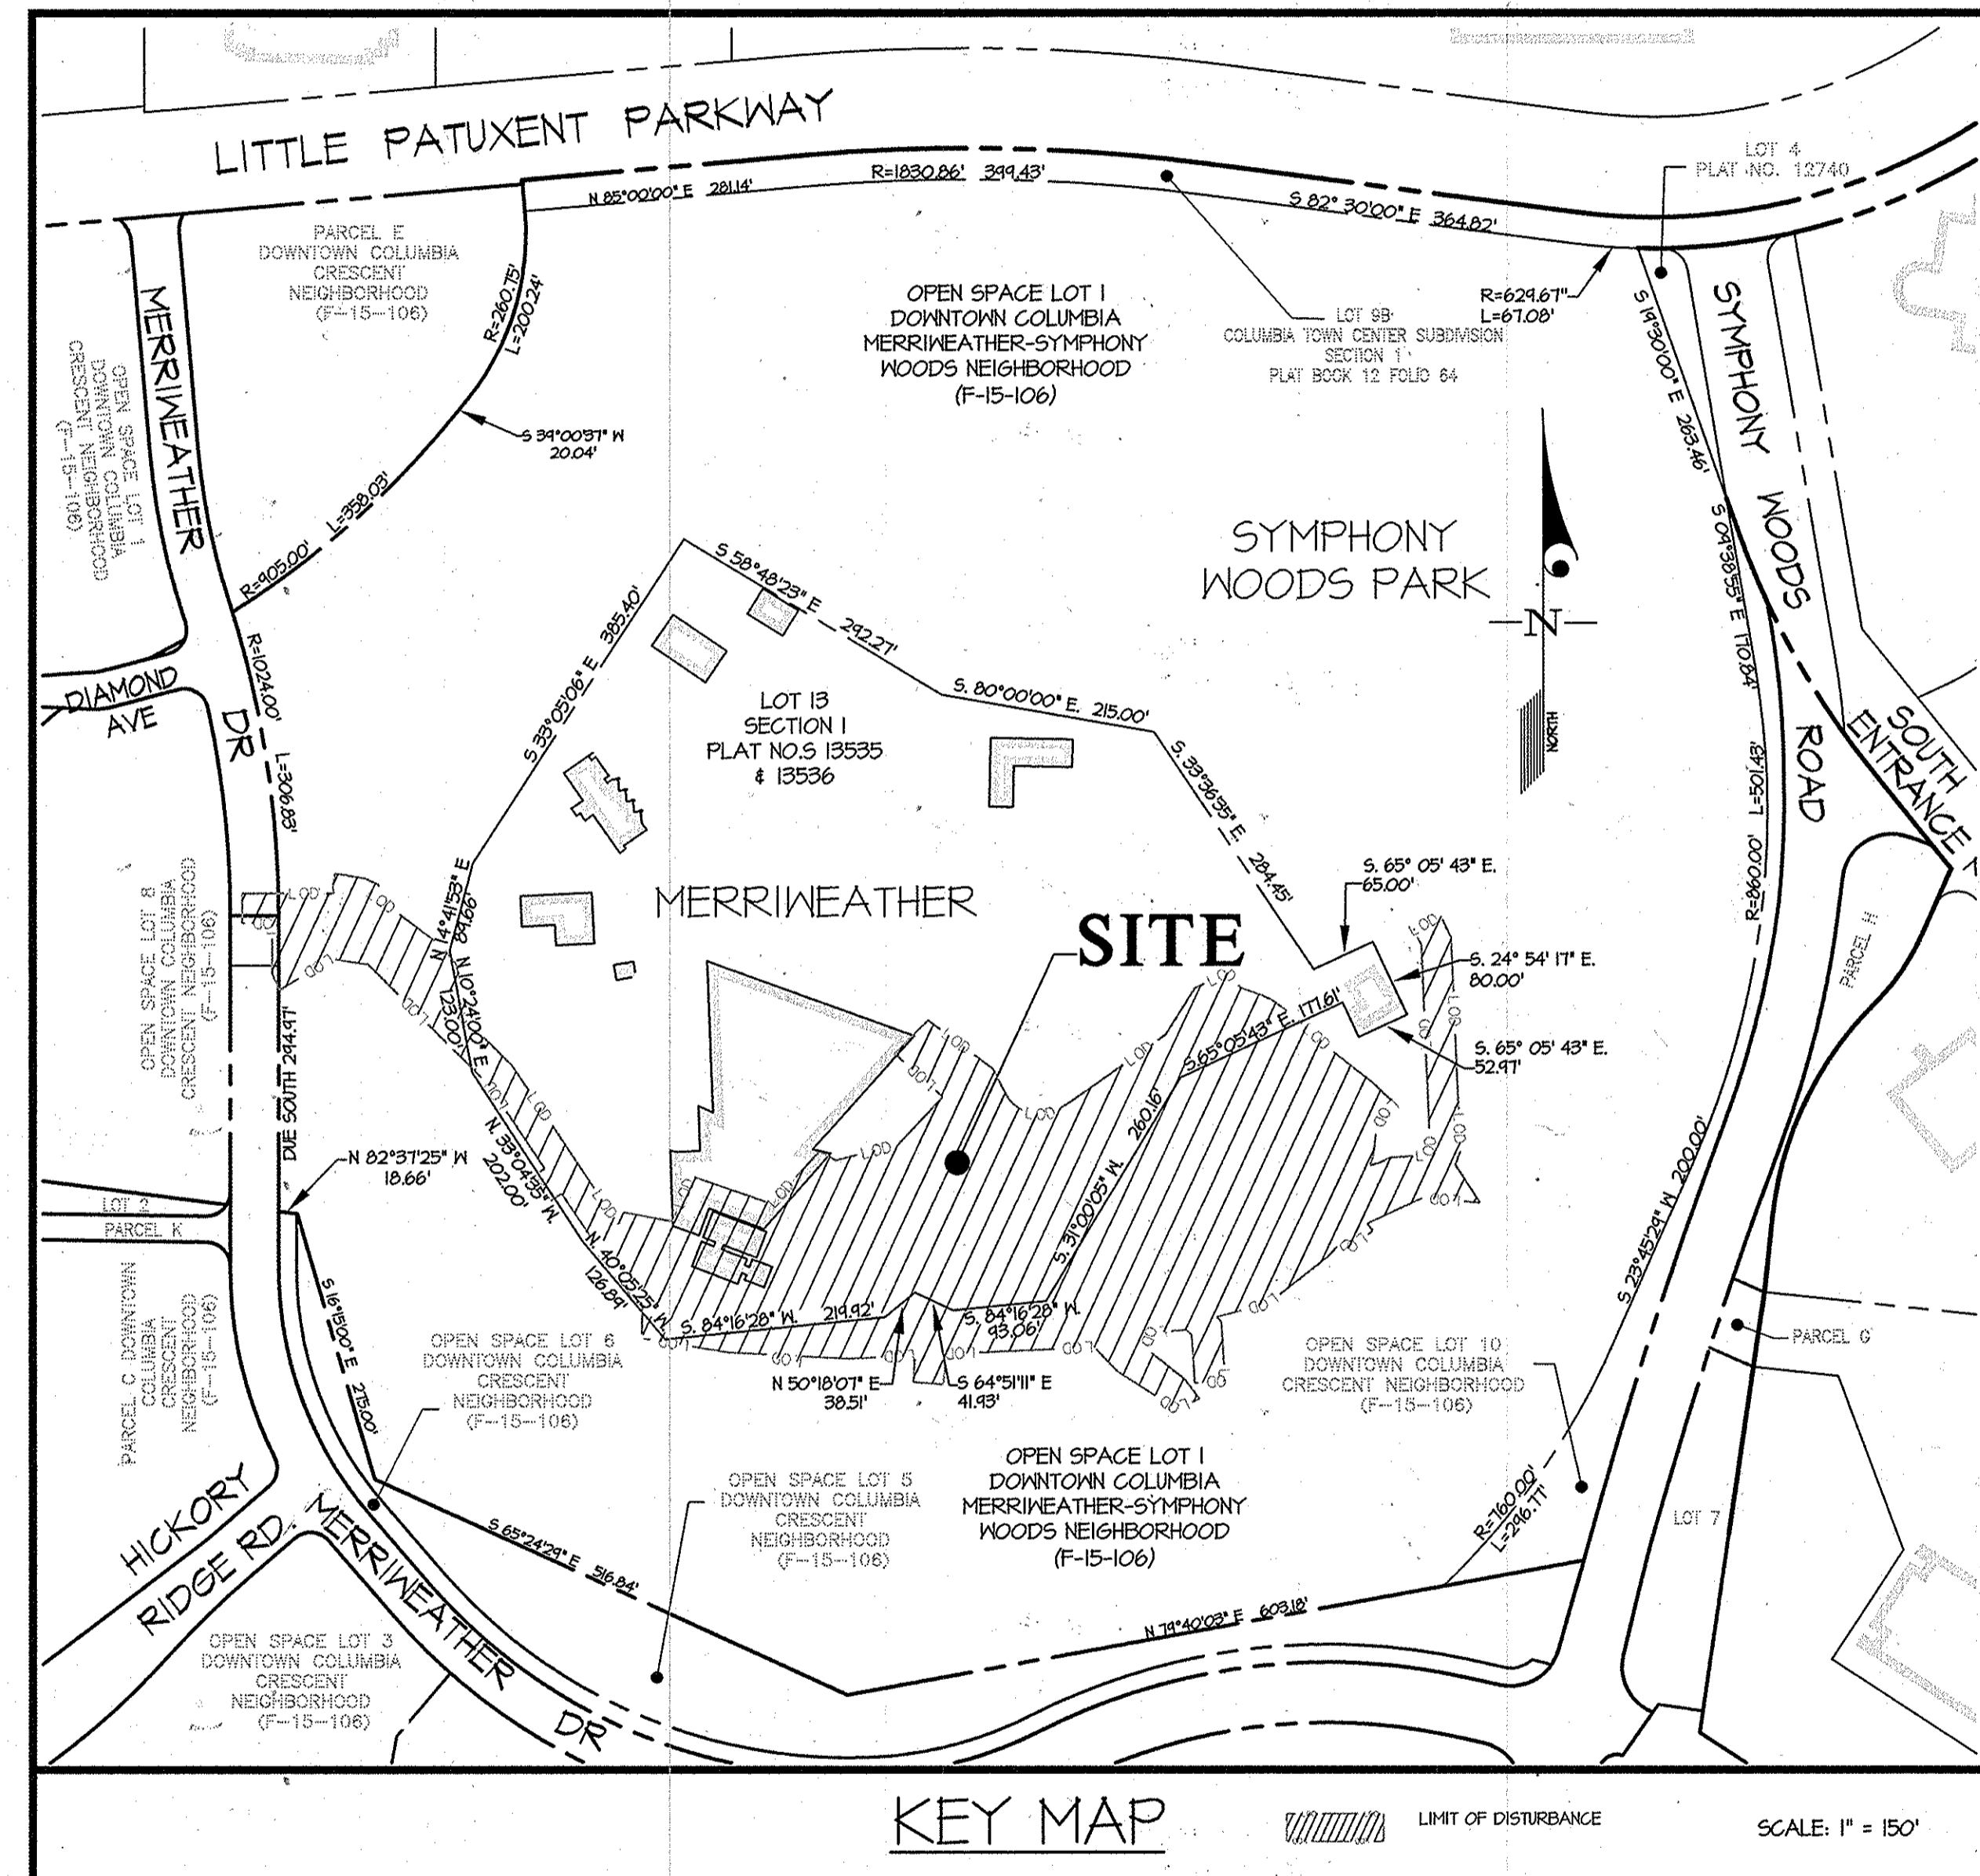 LITTLE PATUXENT PARKWAY
N 85°00'00" E 281.14'
R=1830.86' 399.43'
S 82° 30'00" E 364.82'
LOT 4
PLAT NO. 12740
PARCEL E
DOWNTOWN COLUMBIA
CRESCENT
NEIGHBORHOOD
(F-15-106)
R=260.75'
L=200.24'
OPEN SPACE LOT 1
DOWNTOWN COLUMBIA
MERRIWEATHER-SYMPHONY
WOODS NEIGHBORHOOD
(F-15-106)
LOT 9B
COLUMBIA TOWN CENTER SUBDIVISION
SECTION 1
PLAT BOOK 12 FOLIO 64
R=629.67"
L=67.08'
S 19°30'00" E 263.46'
SYMPHONY WOODS ROAD
MERRIWEATHER DR
OPEN SPACE LOT 1
DOWNTOWN COLUMBIA
CRESCENT NEIGHBORHOOD
(F-15-106)
S 39°00'37" W
20.04'
R=905.00' L=358.03'
SYMPHONY
WOODS PARK
S 09°38'55" E 170.84'
N
NORTH
S 58°48'23" E 292.27'
S 33°05'06" E 385.40'
R=1024.00' L=306.83'
DIAMOND
AVE
LOT 13
SECTION 1
PLAT NO.S 13535
& 13536
S. 80°00'00" E. 215.00'
S. 33°36'35" E. 284.45'
SOUTH
ENTRANCE
R=860.00' L=501.43'
OPEN SPACE LOT 8
DOWNTOWN COLUMBIA
CRESCENT NEIGHBORHOOD
(F-15-106)
N 14°41'53" E
89.66'
MERRIWEATHER
SITE
S. 65° 05' 43" E.
65.00'
S. 24° 54' 17" E.
80.00'
PARCEL H
N 10°24'00" E
123.00'
S.65°05'43" E. 177.61'
S. 65° 05' 43" E.
52.97'
DUE SOUTH 294.97'
N 82°37'25" W
18.66'
N. 33°04'35" W.
202.00'
S. 31°00'05" W. 260.16'
S 23°45'29" W 200.00'
LOT 2
PARCEL K
N. 40°05'25" W
126.89'
S. 84°16'28" W. 219.92'
S. 84°16'28" W.
93.06'
LOD
PARCEL C DOWNTOWN
COLUMBIA
CRESCENT
NEIGHBORHOOD
(F-15-106)
S 16°15'00" E 275.00'
OPEN SPACE LOT 6
DOWNTOWN COLUMBIA
CRESCENT
NEIGHBORHOOD
(F-15-106)
N 50°18'07" E
38.51'
S 64°51'11" E
41.93'
OPEN SPACE LOT 10
DOWNTOWN COLUMBIA
CRESCENT NEIGHBORHOOD
(F-15-106)
PARCEL G
HICKORY
RIDGE RD.
MERRIWEATHER DR
S 65°24'29" E 516.84'
OPEN SPACE LOT 5
DOWNTOWN COLUMBIA
CRESCENT
NEIGHBORHOOD
(F-15-106)
OPEN SPACE LOT 1
DOWNTOWN COLUMBIA
MERRIWEATHER-SYMPHONY
WOODS NEIGHBORHOOD
(F-15-106)
R=760.00'
L=296.77'
LOT 7
N 79°40'03" E 603.18'
OPEN SPACE LOT 3
DOWNTOWN COLUMBIA
CRESCENT
NEIGHBORHOOD
(F-15-106)
KEY MAP
LIMIT OF DISTURBANCE
SCALE: 1" = 150'